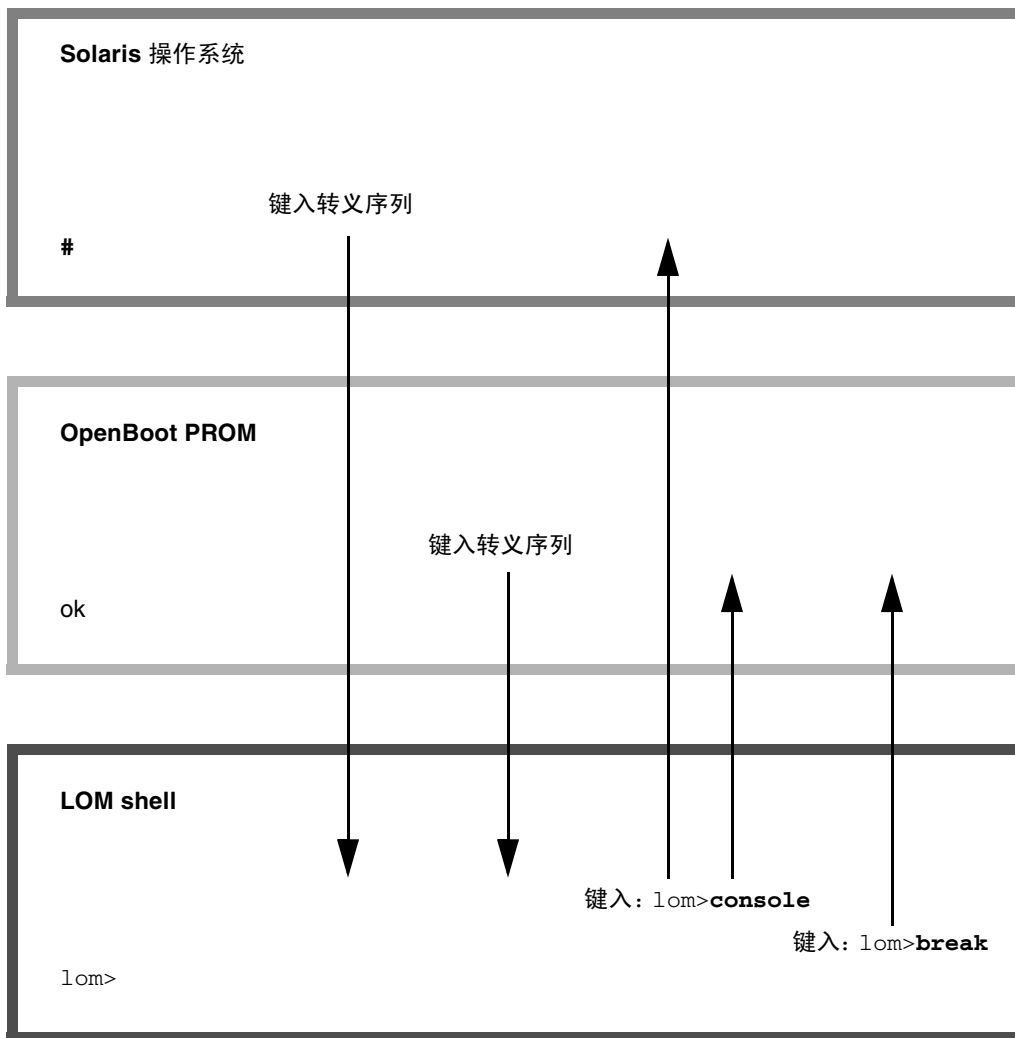 Solaris 操作系统
键入转义序列
#
OpenBoot PROM
键入转义序列
ok
LOM shell
键入：lom>console
键入：lom>break
lom>